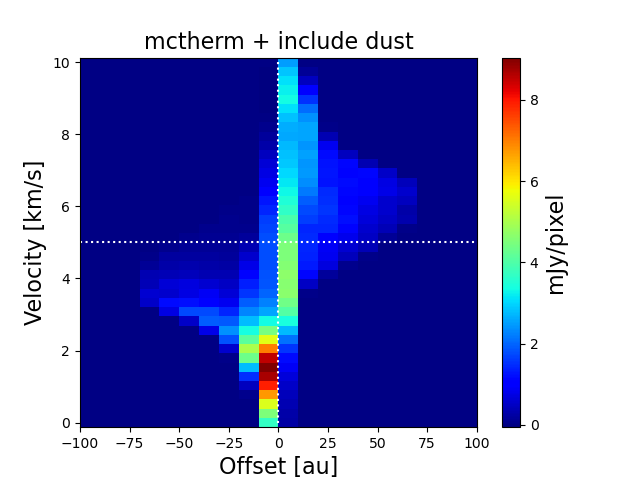 mctherm + include dust
10
8
6
4
2
0
Velocity [km/s]
−100 −75 −50 −25 0 25 50 75 100
Offset [au]
8
6
4
2
0
mJy/pixel